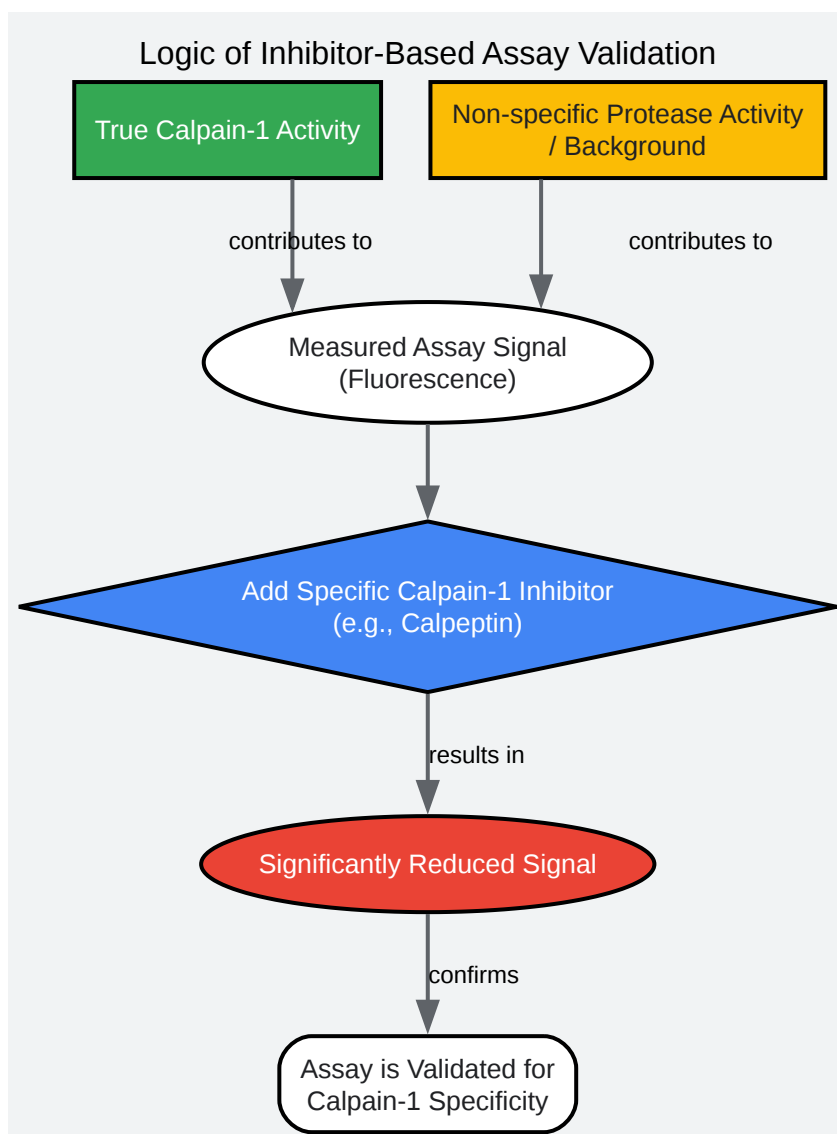 Logic of Inhibitor-Based Assay Validation
True Calpain-1 Activity
Non-specific Protease Activity
/ Background
contributes to
contributes to
Measured Assay Signal
(Fluorescence)
Add Specific Calpain-1 Inhibitor
(e.g., Calpeptin)
results in
Significantly Reduced Signal
confirms
Assay is Validated for
Calpain-1 Specificity